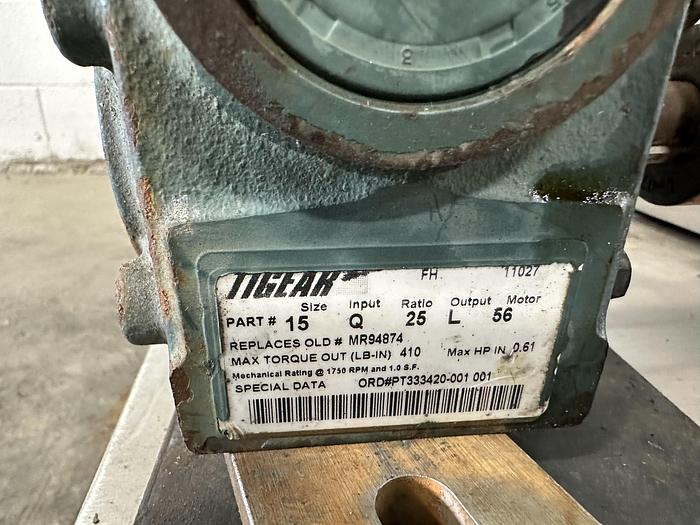 3
TIGEAR FH 11027
Size Input Ratio Output Motor
PART # 15 Q 25 L 56
REPLACES OLD # MR94874
MAX TORQUE OUT (LB-IN) 410 Max HP IN 0.61
Mechanical Rating @ 1750 RPM and 1.0 S.F.
SPECIAL DATA ORD#PT333420-001 001